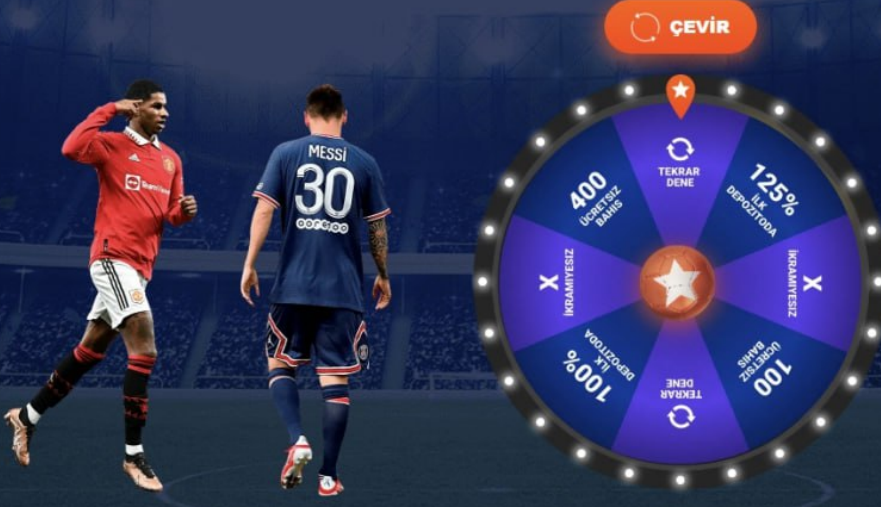 ÇEVİR
MESSİ
30
ooredoo
TEKRAR
DENE
125%
İLK
DEPOZİTODA
X
İKRAMİYESİZ
100
ÜCRETSİZ
BAHİS
TEKRAR
DENE
100%
İLK
DEPOZİTODA
X
İKRAMİYESİZ
400
ÜCRETSİZ
BAHİS